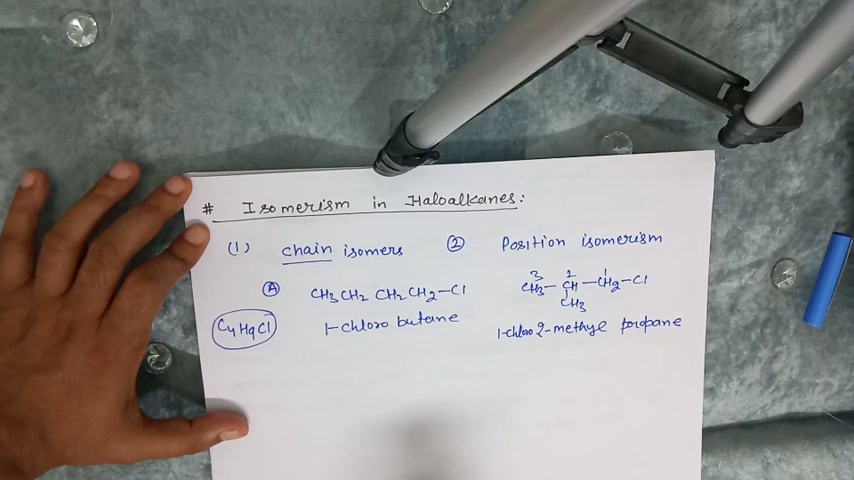 # Isomerism in Haloalkanes:
(1) chain isomers ② Position isomerism
Ⓐ CH3CH2 CH2CH2-Cl
3 2 1
CH3-CH-CH2-Cl
CH3
C4H9Cl 1-chloro butane 1-chloro 2-methyl propane